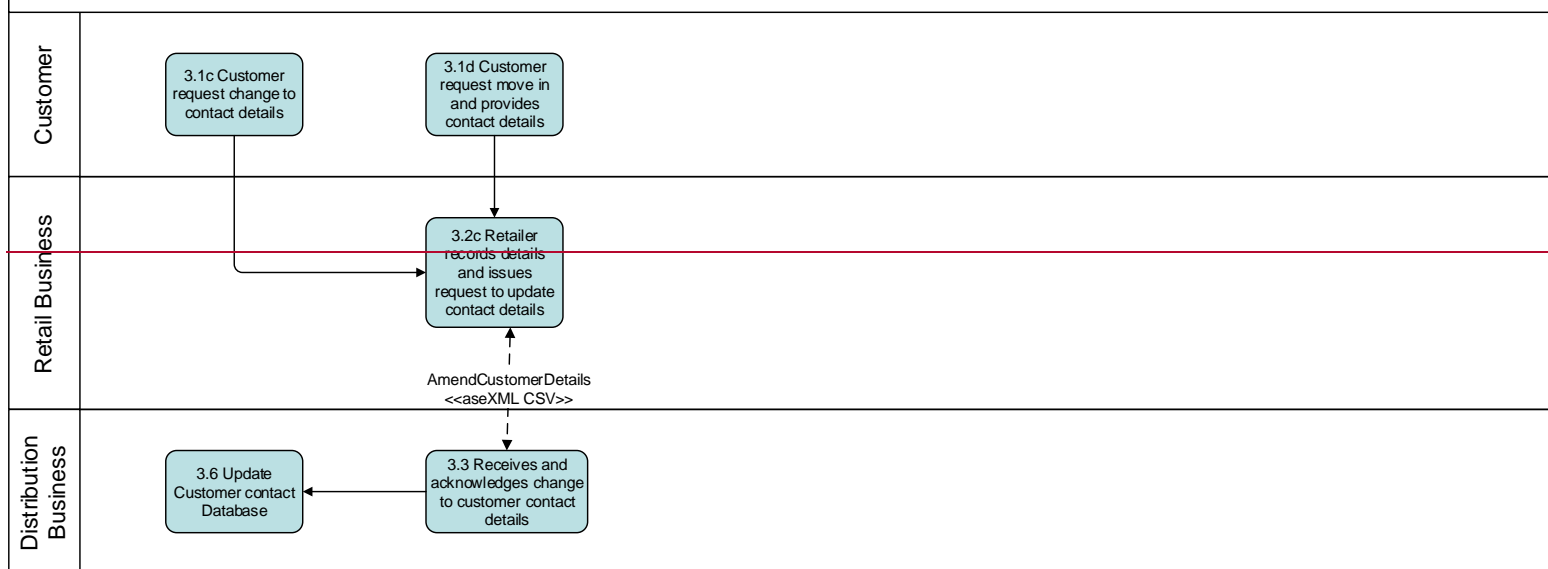 Customer
3.1c Customer
request change to
contact details
3.1d Customer
request move in
and provides
contact details
Retail Business
3.2c Retailer
records details
and issues
request to update
contact details
AmendCustomerDetails
<<aseXML CSV>>
Distribution
Business
3.6 Update
Customer contact
Database
3.3 Receives and
acknowledges change
to customer contact
details